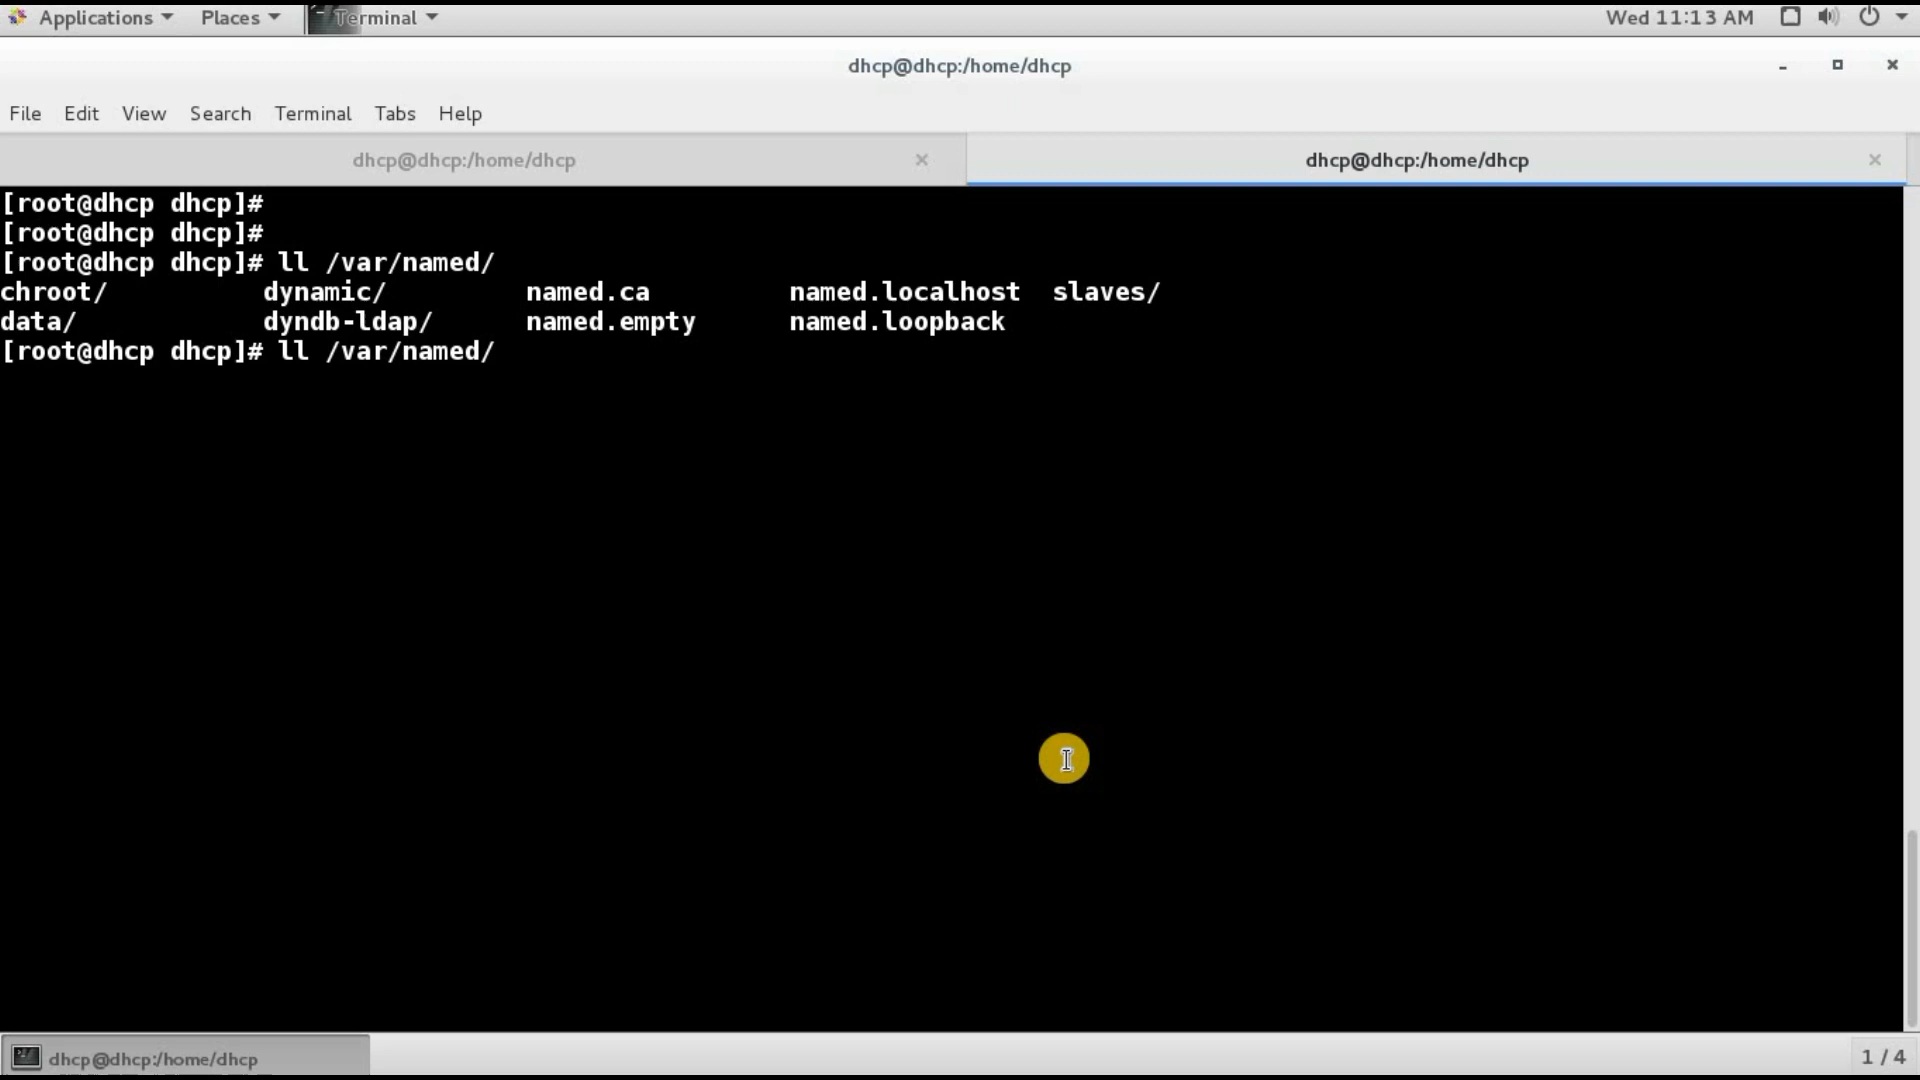 Applications Places Terminal Wed 11:13 AM
dhcp@dhcp:/home/dhcp
File Edit View Search Terminal Tabs Help
dhcp@dhcp:/home/dhcp dhcp@dhcp:/home/dhcp
[root@dhcp dhcp]#
[root@dhcp dhcp]#
[root@dhcp dhcp]# ll /var/named/
chroot/ dynamic/ named.ca named.localhost slaves/
data/ dyndb-ldap/ named.empty named.loopback
[root@dhcp dhcp]# ll /var/named/
dhcp@dhcp:/home/dhcp 1 / 4